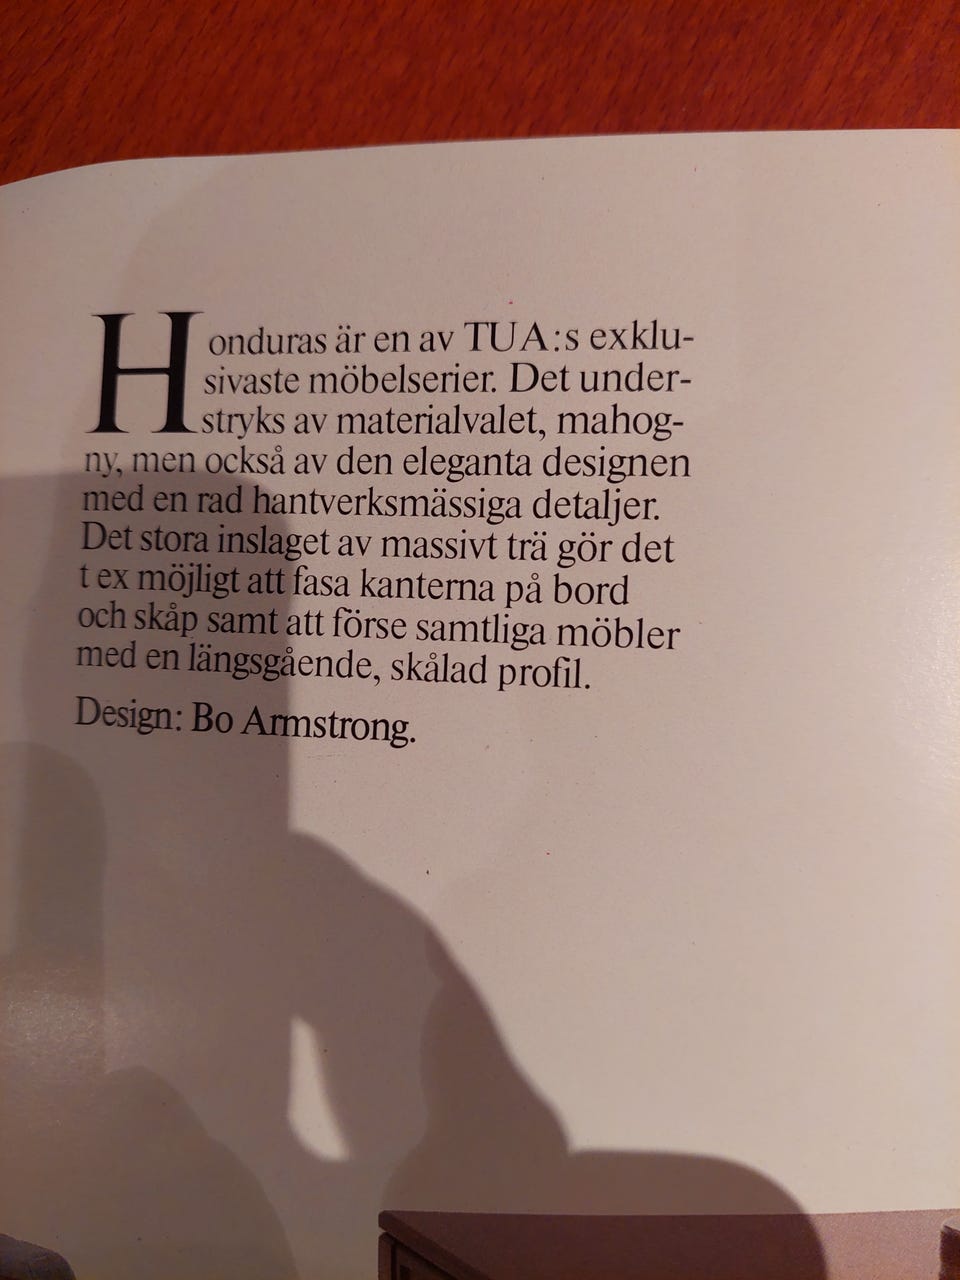 Honduras är en av TUA:s exklu-
sivaste möbelserier. Det under-
stryks av materialvalet, mahog-
ny, men också av den eleganta designen
med en rad hantverksmässiga detaljer.
Det stora inslaget av massivt trä gör det
t ex möjligt att fasa kanterna på bord
och skåp samt att förse samtliga möbler
med en längsgående, skålad profil.
Design: Bo Armstrong.